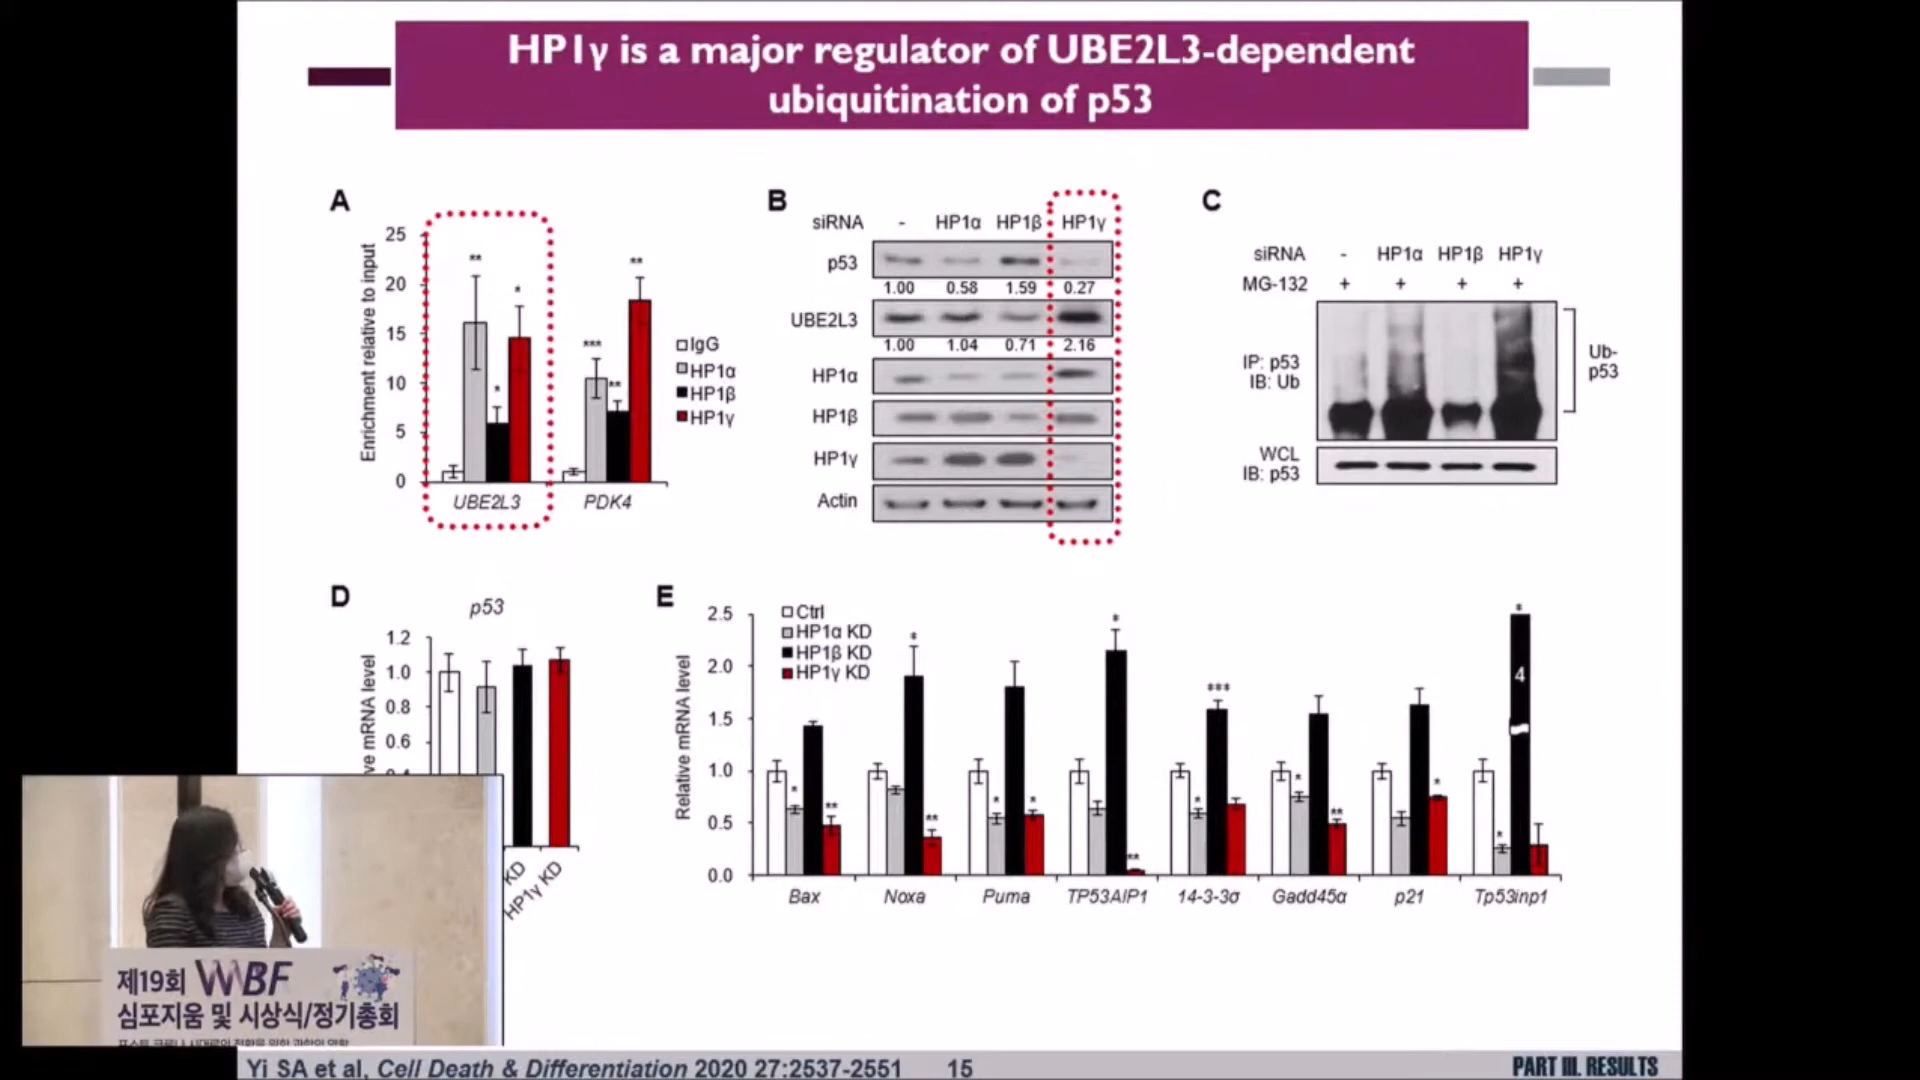 HP1γ is a major regulator of UBE2L3-dependent
ubiquitination of p53
A
Enrichment relative to input
25
20
15
10
5
0
**
*
*
***
**
**
UBE2L3
PDK4
IgG
HP1α
HP1β
HP1γ
B
siRNA - HP1α HP1β HP1γ
p53
1.00 0.58 1.59 0.27
UBE2L3
1.00 1.04 0.71 2.16
HP1α
HP1β
HP1γ
Actin
C
siRNA - HP1α HP1β HP1γ
MG-132 + + + +
IP: p53
IB: Ub
Ub-
p53
WCL
IB: p53
D
p53
1.2
1.0
0.8
0.6
mRNA level
KD
HP1γ KD
E
Relative mRNA level
2.5
2.0
1.5
1.0
0.5
0.0
Ctrl
HP1α KD
HP1β KD
HP1γ KD
4
Bax Noxa Puma TP53AIP1 14-3-3σ Gadd45α p21 Tp53inp1
제19회 WBF
심포지움 및 시상식/정기총회
Yi SA et al, Cell Death & Differentiation 2020 27:2537-2551 15
PART III. RESULTS